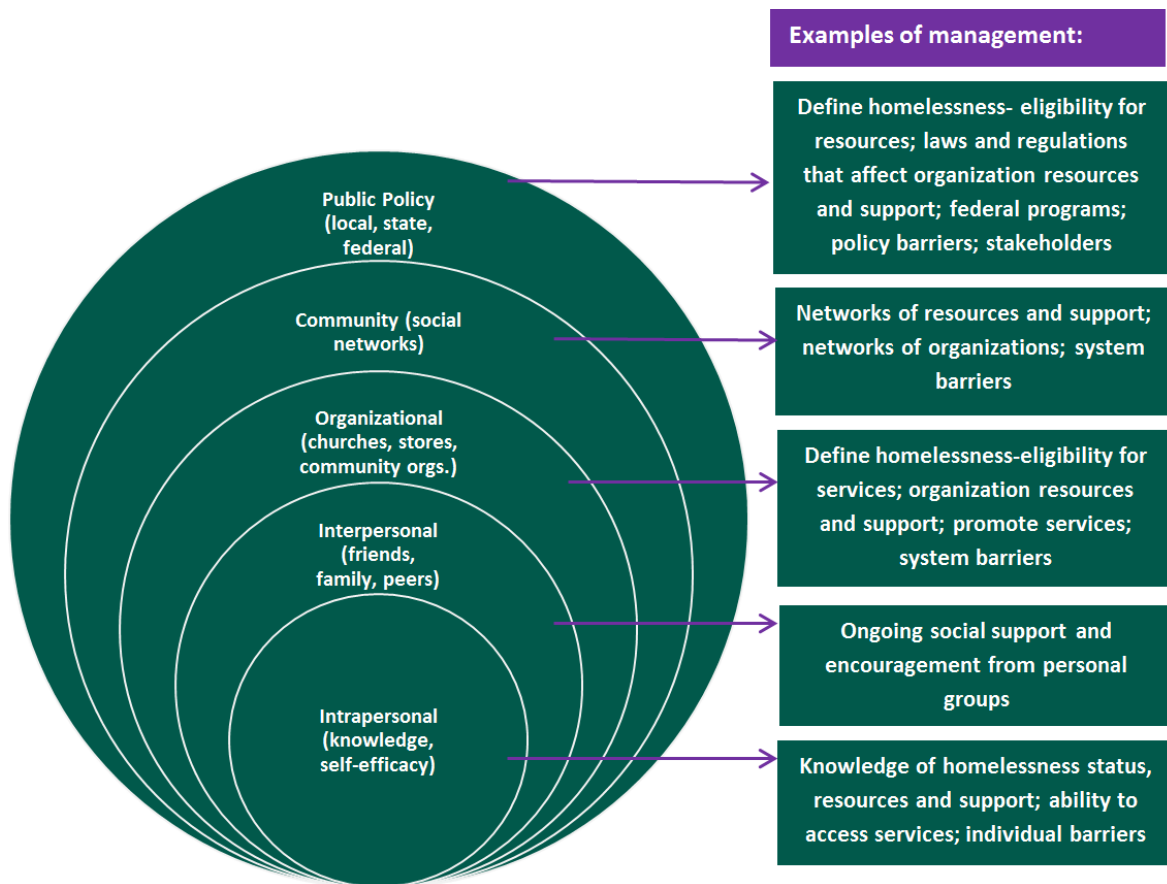 Examples of management:
Define homelessness- eligibility for
resources; laws and regulations
that affect organization resources
and support; federal programs;
policy barriers; stakeholders
Public Policy
(local, state,
federal)
Networks of resources and support;
networks of organizations; system
barriers
Community (social
networks)
Organizational
(churches, stores,
community orgs.)
Define homelessness-eligibility for
services; organization resources
and support; promote services;
system barriers
Interpersonal
(friends,
family, peers)
Ongoing social support and
encouragement from personal
groups
Intrapersonal
(knowledge,
self-efficacy)
Knowledge of homelessness status,
resources and support; ability to
access services; individual barriers